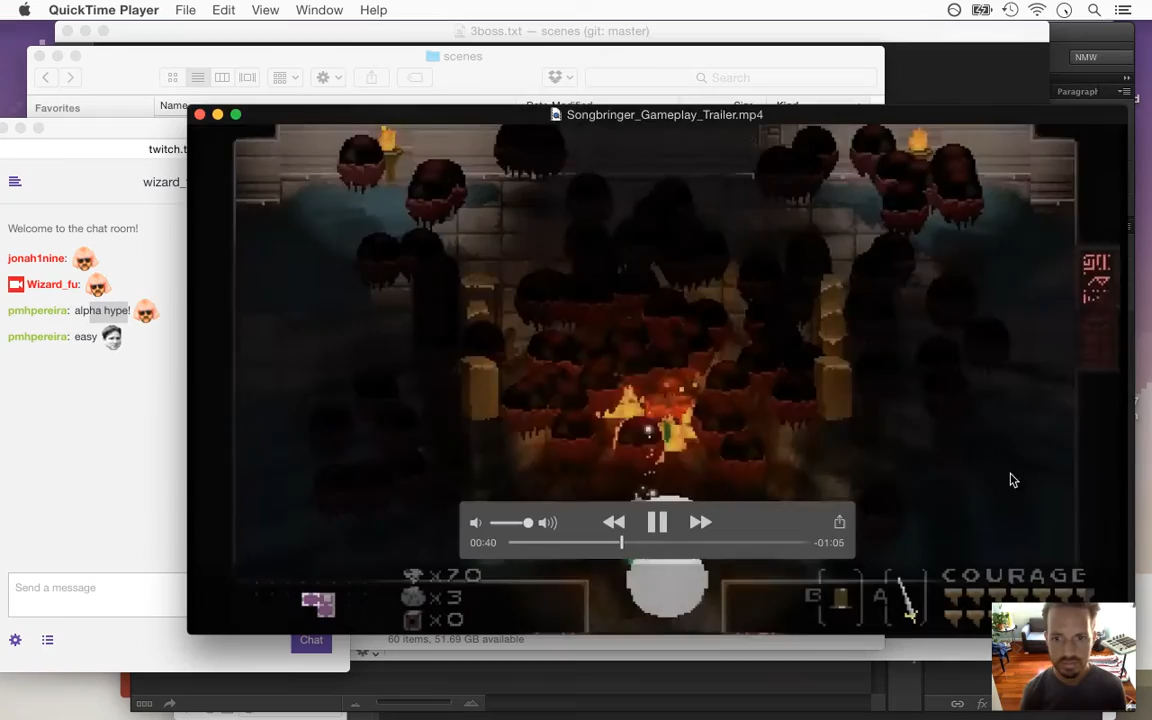 QuickTime Player File Edit View Window Help
3boss.txt — scenes (git: master)
scenes
NMW
Search
Paragraph
Favorites
Name
Songbringer_Gameplay_Trailer.mp4
twitch.t
wizard_
Welcome to the chat room!
jonah1nine:
Wizard_fu:
pmhpereira: alpha hype!
pmhpereira: easy
00:40
-01:05
Send a message
x70
x3
x0
B
A
COURAGE
Chat
60 items, 51.69 GB available
fx